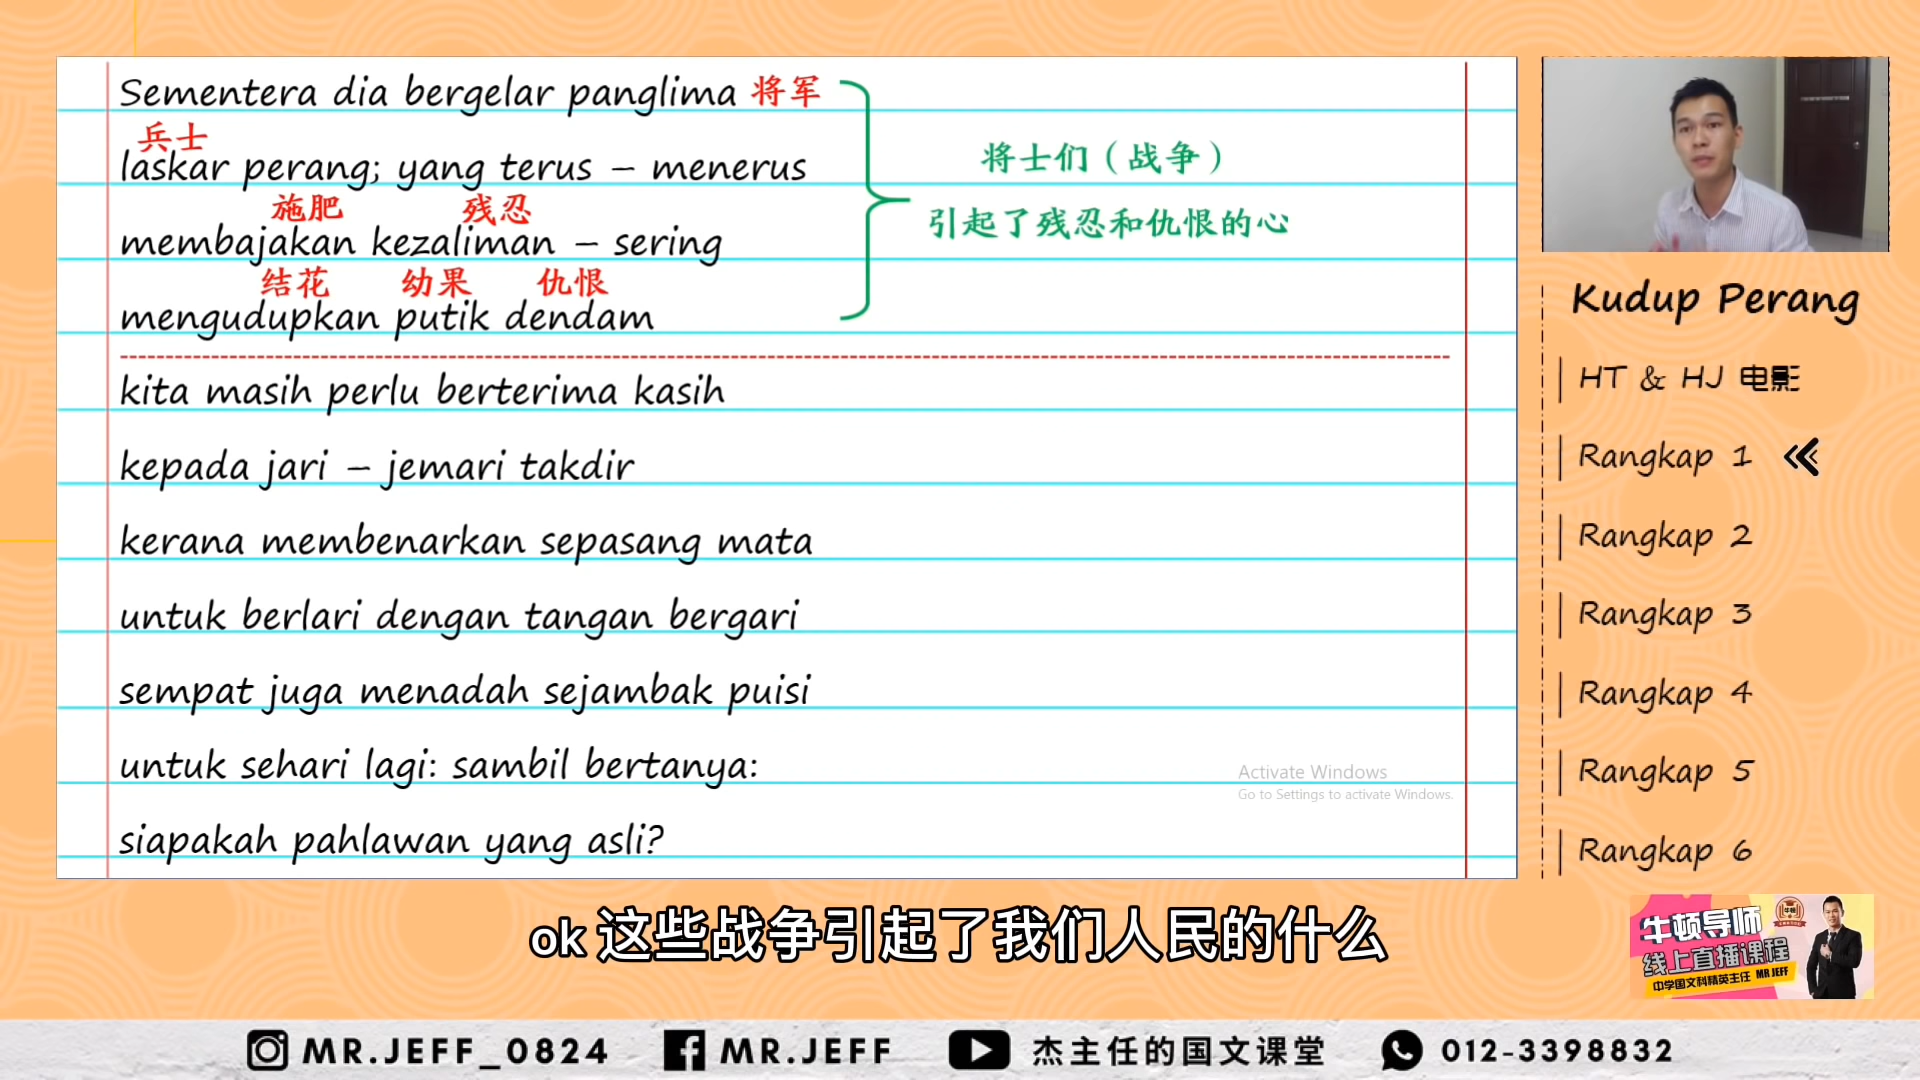 Sementera dia bergelar panglima 将军
兵士
laskar perang; yang terus – menerus
施肥 残忍
membajakan kezaliman – sering
结花 幼果 仇恨
mengudupkan putik dendam
将士们（战争）
引起了残忍和仇恨的心
kita masih perlu berterima kasih
kepada jari – jemari takdir
kerana membenarkan sepasang mata
untuk berlari dengan tangan bergari
sempat juga menadah sejambak puisi
untuk sehari lagi: sambil bertanya:
siapakah pahlawan yang asli?
Activate Windows
Go to Settings to activate Windows.
Kudup Perang
HT & HJ 电影
Rangkap 1
Rangkap 2
Rangkap 3
Rangkap 4
Rangkap 5
Rangkap 6
ok 这些战争引起了我们人民的什么
牛顿导师
线上直播课程
中学国文科精英主任 MR JEFF
MR.JEFF_0824
MR.JEFF
杰主任的国文课堂
012-3398832